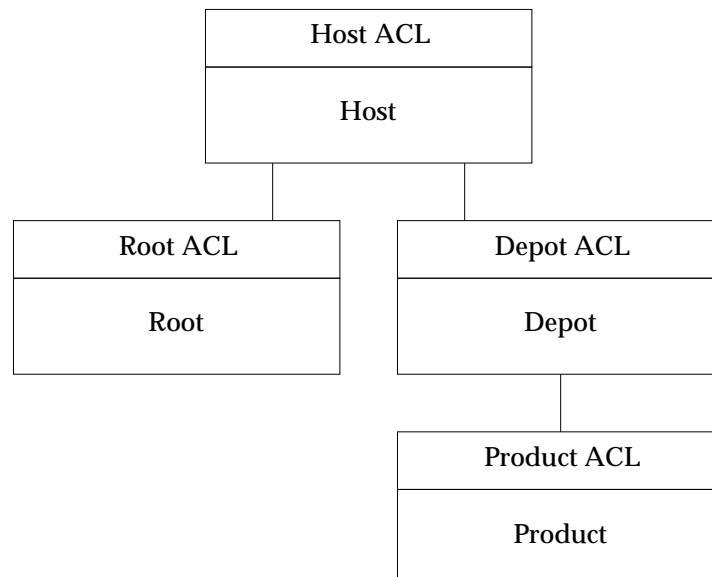 Host ACL
Host
Root ACL
Root
Depot ACL
Depot
Product ACL
Product